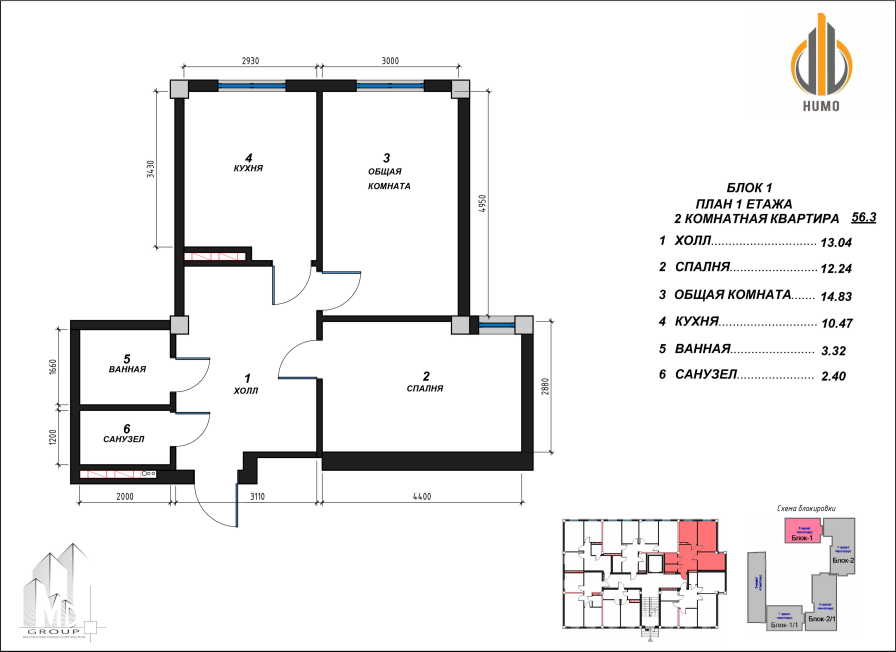 HUMO
2930
3000
3430
4950
4
КУХНЯ
3
ОБЩАЯ
КОМНАТА
БЛОК 1
ПЛАН 1 ЕТАЖА
2 КОМНАТНАЯ КВАРТИРА 56.3
1 ХОЛЛ............................ 13.04
2 СПАЛНЯ....................... 12.24
3 ОБЩАЯ КОМНАТА...... 14.83
4 КУХНЯ.......................... 10.47
5 ВАННАЯ....................... 3.32
6 САНУЗЕЛ..................... 2.40
1660
5
ВАННАЯ
1
ХОЛЛ
2
СПАЛНЯ
2880
1200
6
САНУЗЕЛ
2000
3110
4400
Схема блокировки
Блок-1
Блок-2
Блок-1/1
Блок-2/1
MD
GROUP